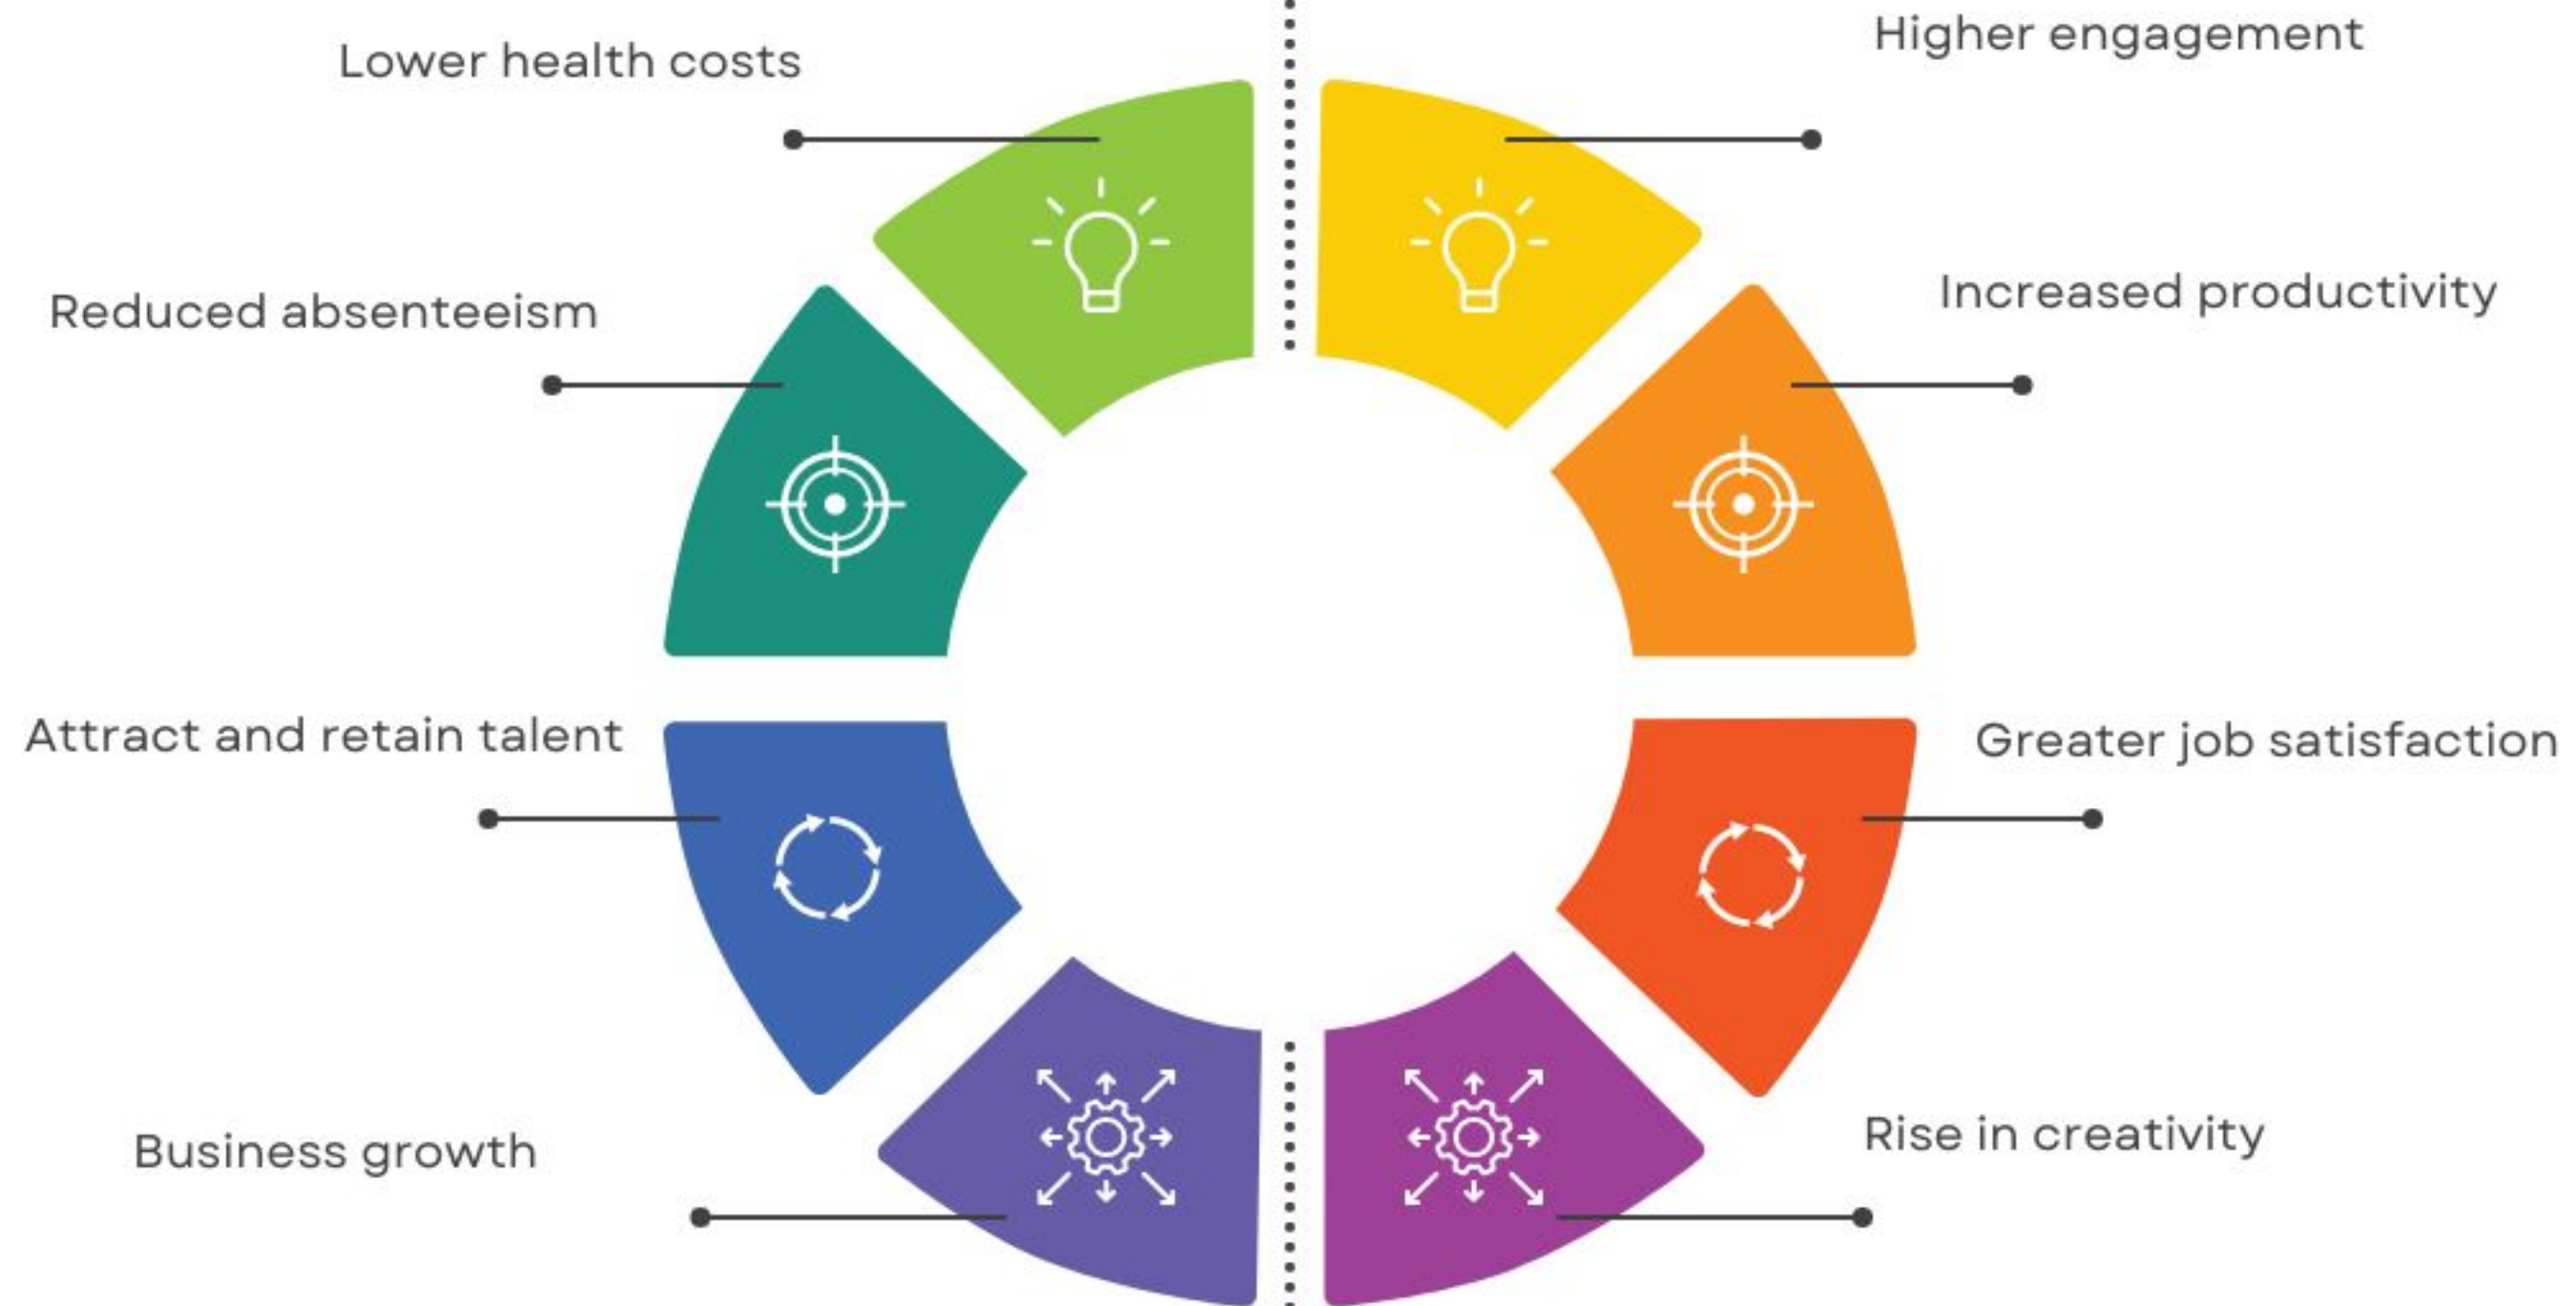 Lower health costs
Higher engagement
Reduced absenteeism
Increased productivity
Attract and retain talent
Greater job satisfaction
Business growth
Rise in creativity